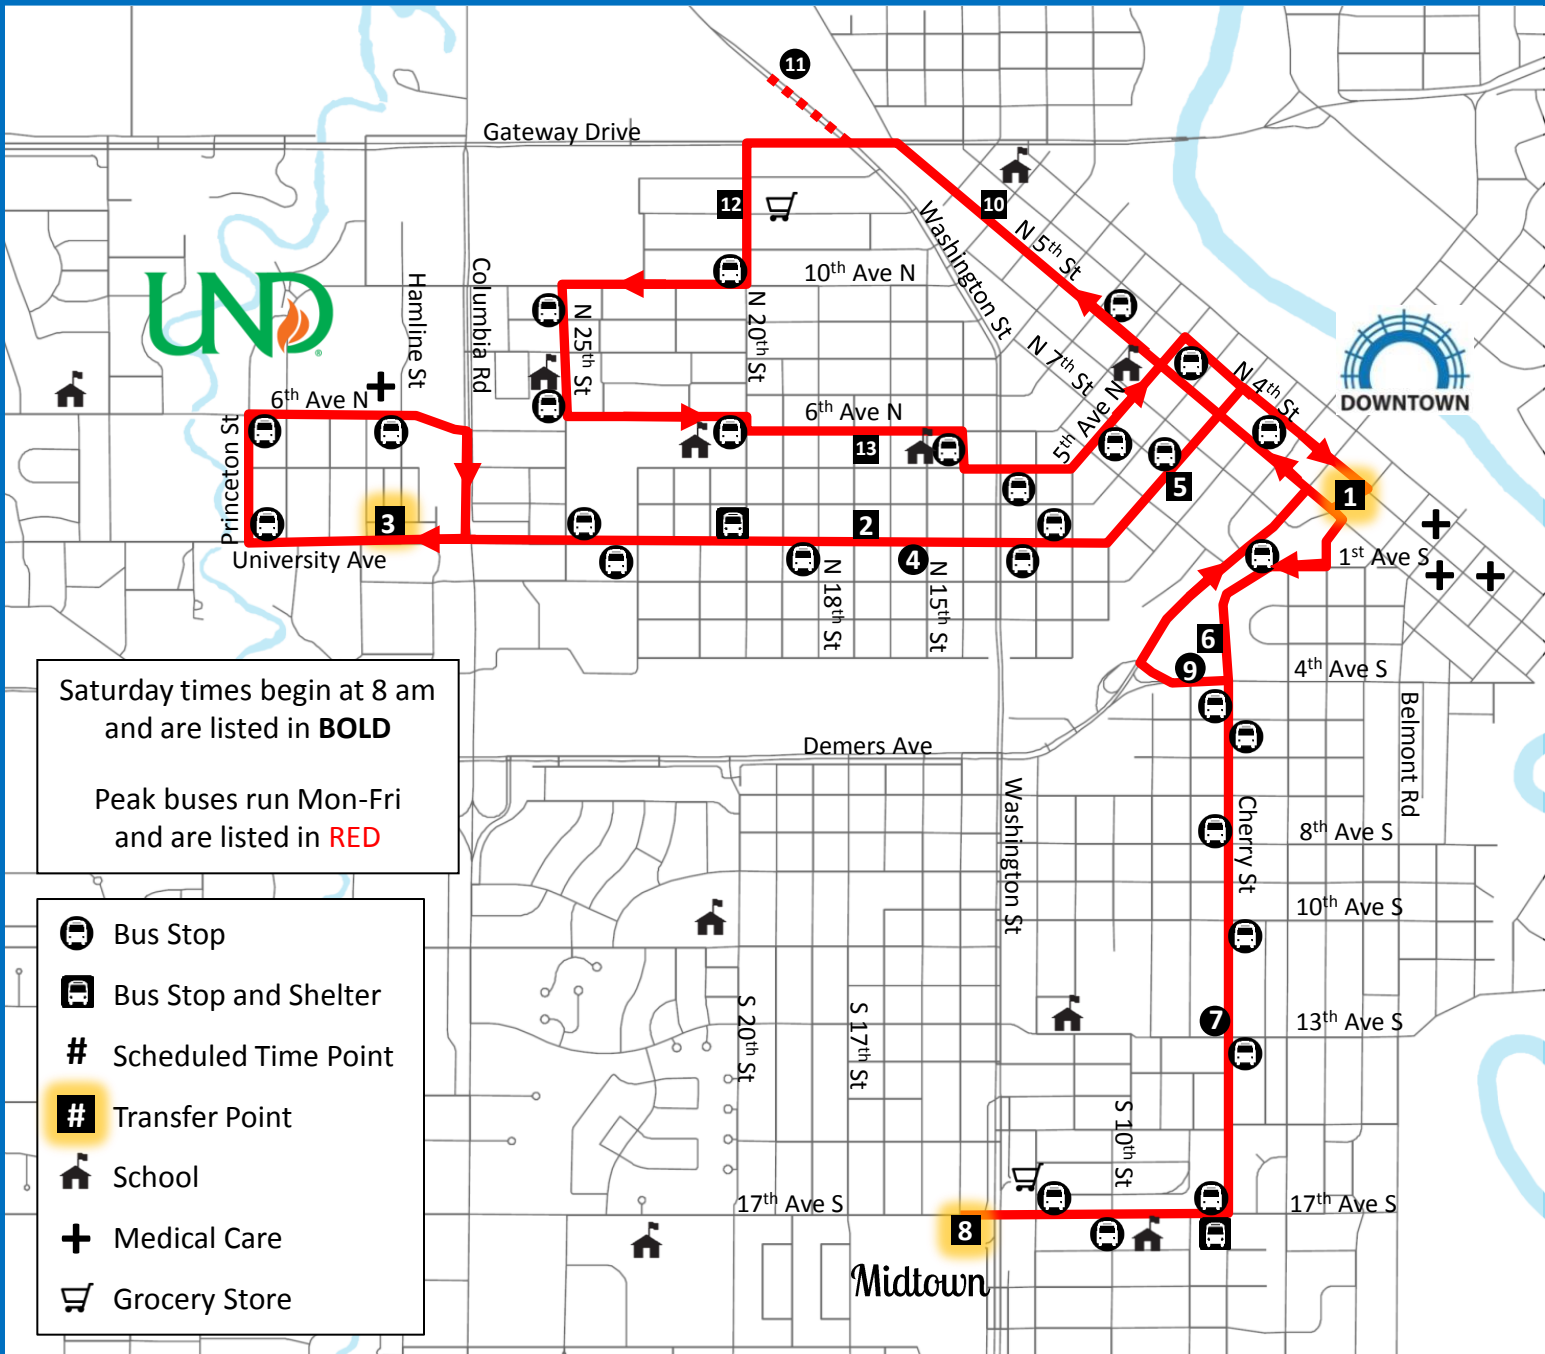 11
Gateway Drive
12
10
Washington St
N 5th St
10th Ave N
Hamline St
Columbia Rd
UND
N 25th St
N 20th St
N 7th St
N 4th St
DOWNTOWN
6th Ave N
6th Ave N
5th Ave N
Princeton St
13
3
2
5
1
University Ave
4
1st Ave S
N 18th St
N 15th St
6
9
4th Ave S
Saturday times begin at 8 am
and are listed in BOLD
Peak buses run Mon-Fri
and are listed in RED
Belmont Rd
Demers Ave
Washington St
Cherry St
8th Ave S
10th Ave S
Bus Stop
Bus Stop and Shelter
# Scheduled Time Point
# Transfer Point
School
Medical Care
Grocery Store
S 20th St
S 17th St
7
13th Ave S
S 10th St
17th Ave S
17th Ave S
8
Midtown